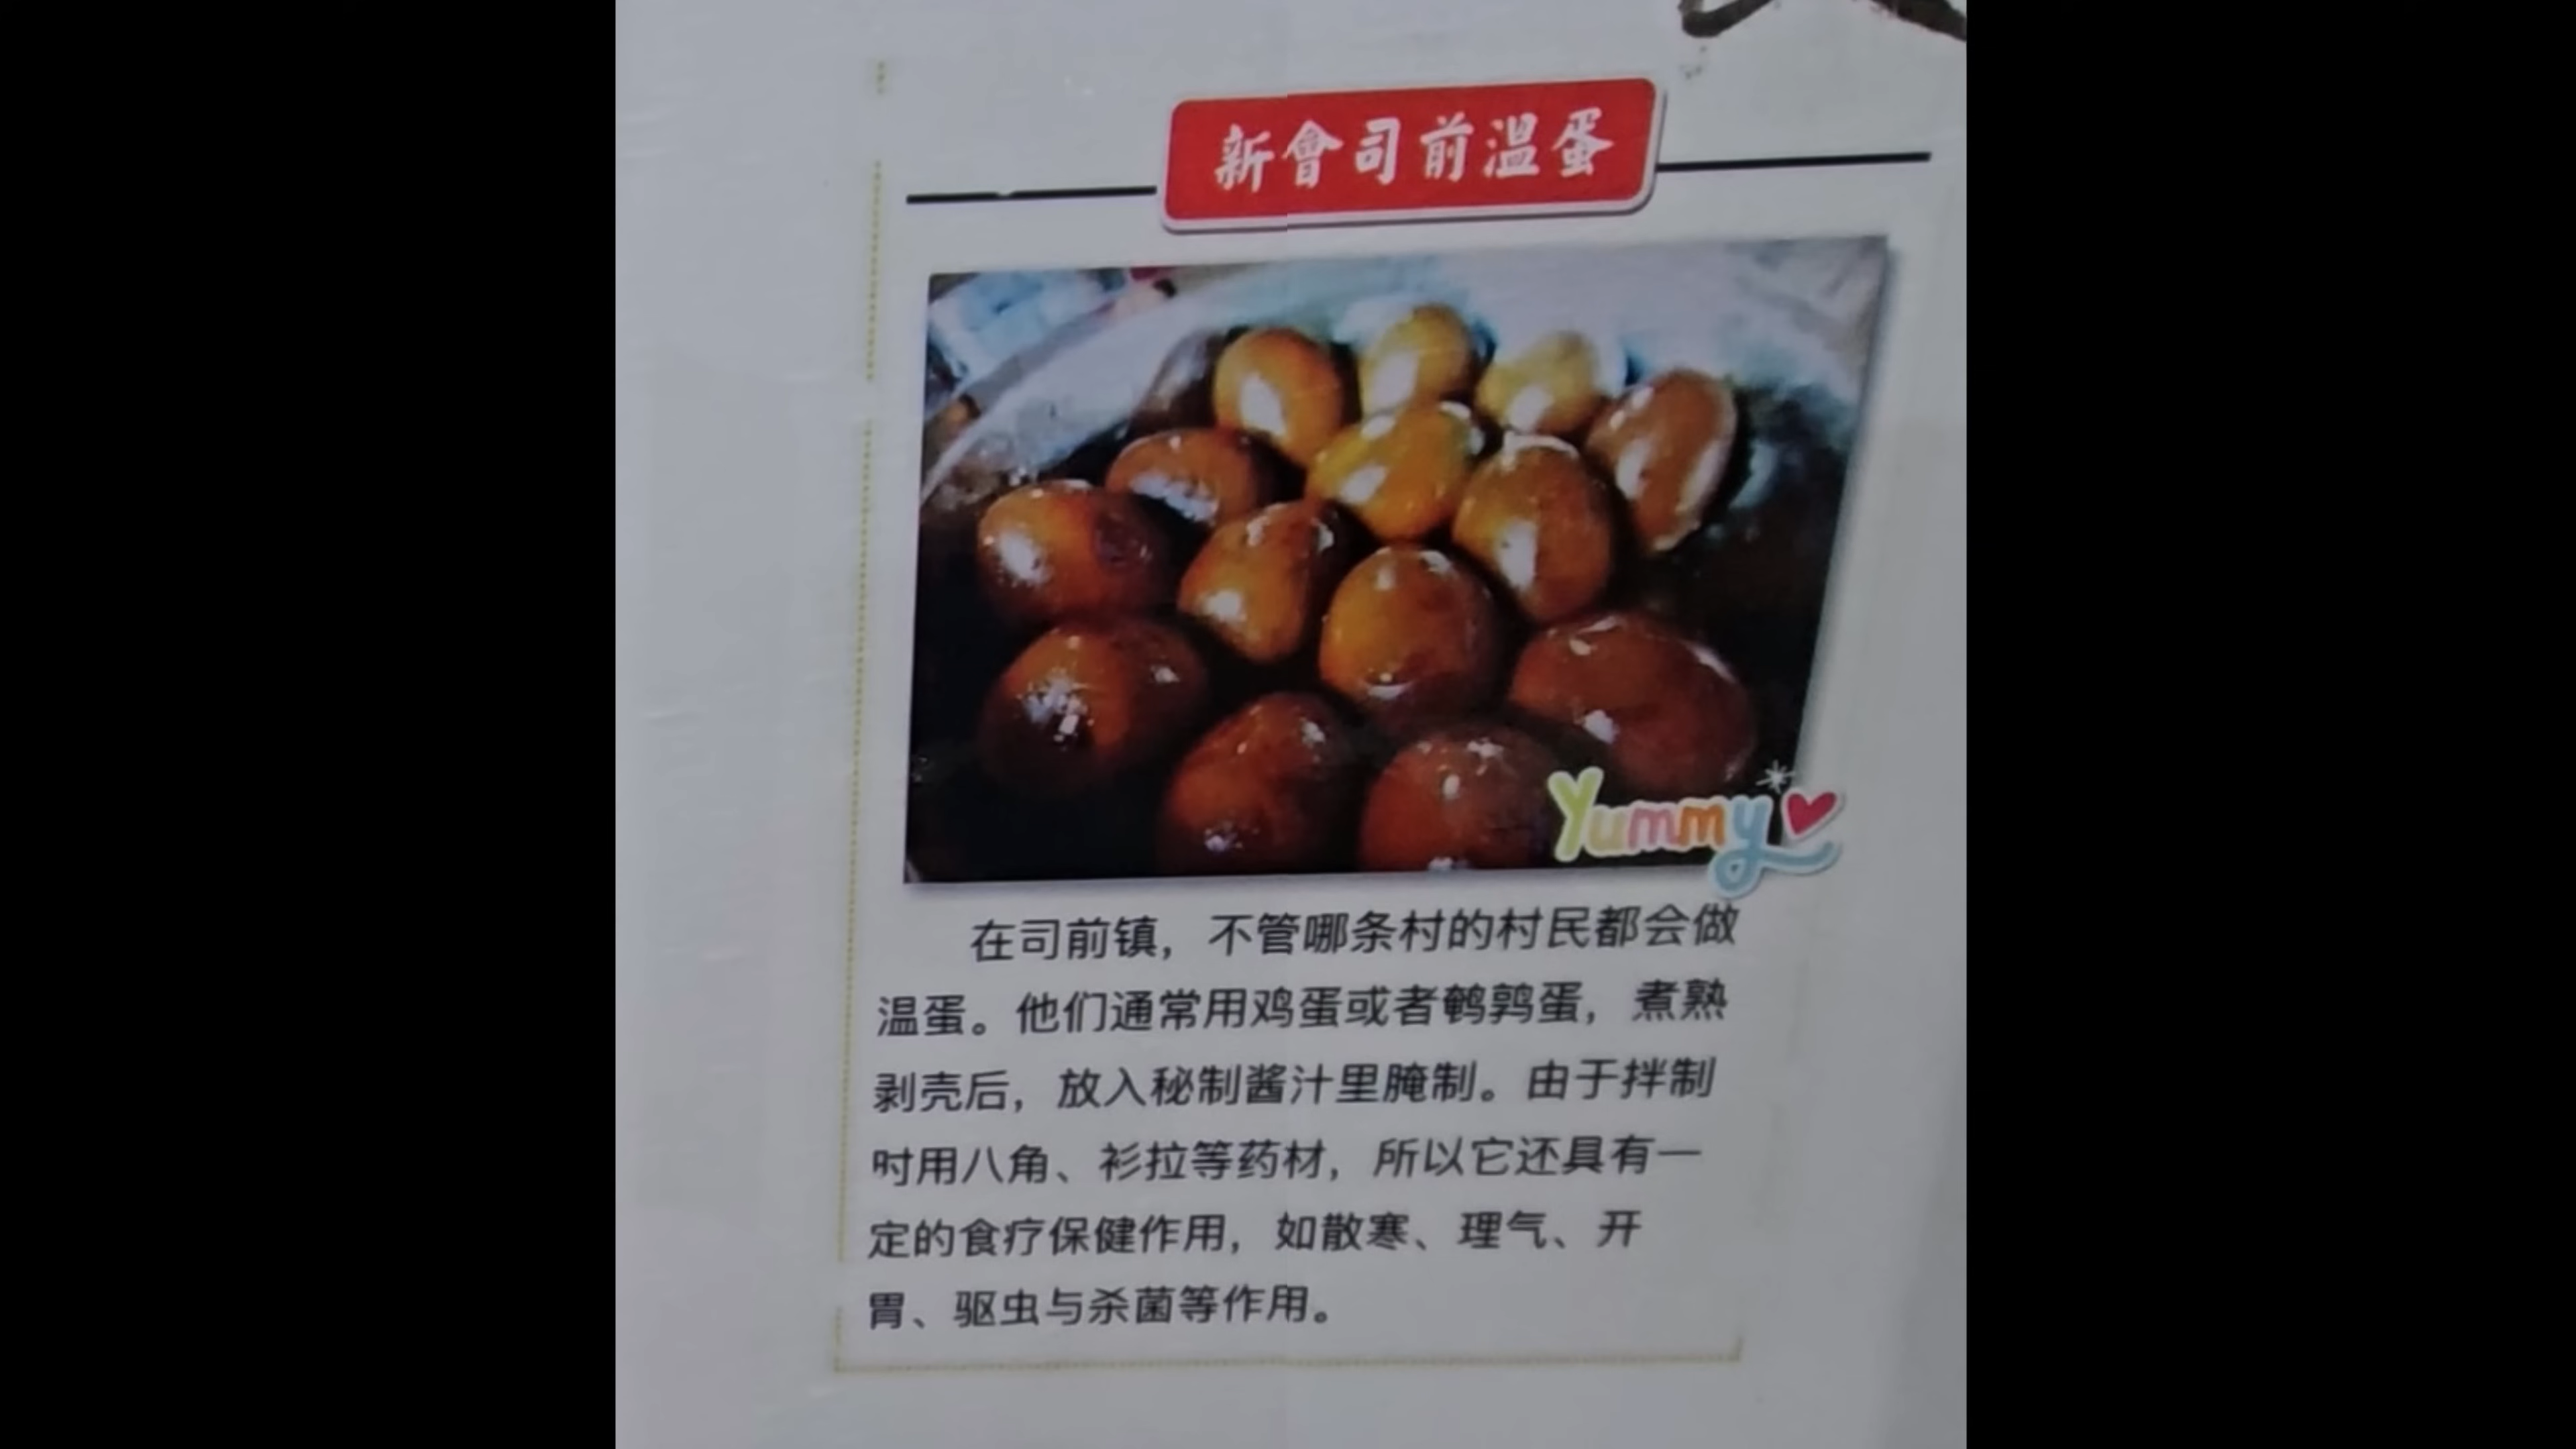 新會司前温蛋
Yummy
在司前镇，不管哪条村的村民都会做
温蛋。他们通常用鸡蛋或者鹌鹑蛋，煮熟
剥壳后，放入秘制酱汁里腌制。由于拌制
时用八角、衫拉等药材，所以它还具有一
定的食疗保健作用，如散寒、理气、开
胃、驱虫与杀菌等作用。